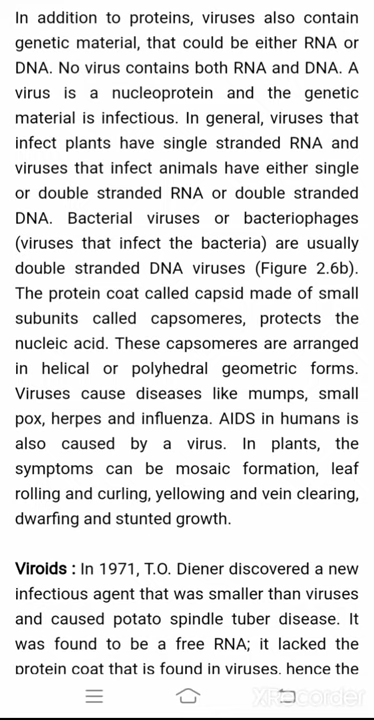 In addition to proteins, viruses also contain
genetic material, that could be either RNA or
DNA. No virus contains both RNA and DNA. A
virus is a nucleoprotein and the genetic
material is infectious. In general, viruses that
infect plants have single stranded RNA and
viruses that infect animals have either single
or double stranded RNA or double stranded
DNA. Bacterial viruses or bacteriophages
(viruses that infect the bacteria) are usually
double stranded DNA viruses (Figure 2.6b).
The protein coat called capsid made of small
subunits called capsomeres, protects the
nucleic acid. These capsomeres are arranged
in helical or polyhedral geometric forms.
Viruses cause diseases like mumps, small
pox, herpes and influenza. AIDS in humans is
also caused by a virus. In plants, the
symptoms can be mosaic formation, leaf
rolling and curling, yellowing and vein clearing,
dwarfing and stunted growth.
Viroids : In 1971, T.O. Diener discovered a new
infectious agent that was smaller than viruses
and caused potato spindle tuber disease. It
was found to be a free RNA; it lacked the
protein coat that is found in viruses, hence the
XRecorder